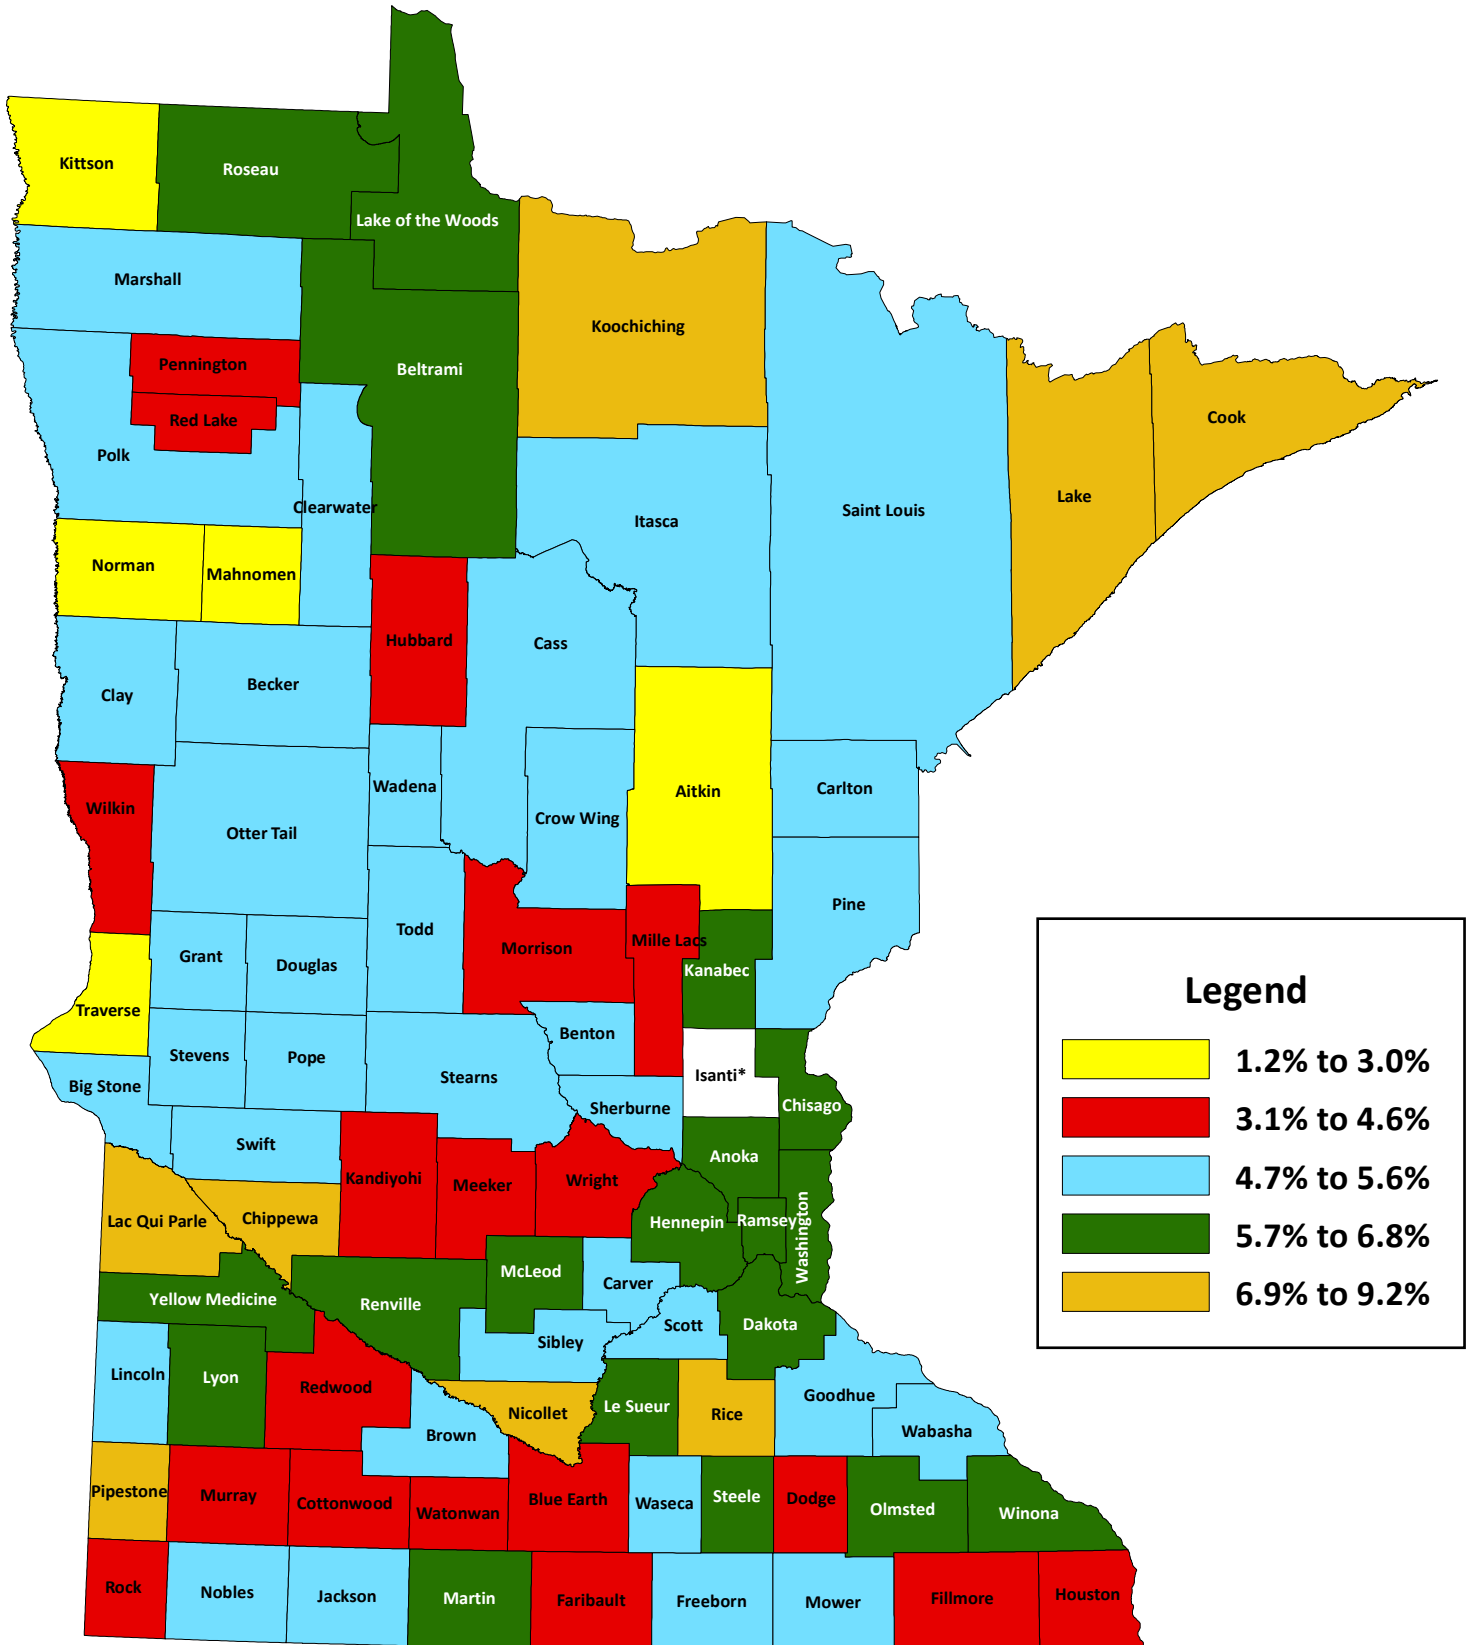 Kittson
Roseau
Lake of the Woods
Marshall
Koochiching
Pennington
Beltrami
Red Lake
Cook
Polk
Lake
Clearwater
Saint Louis
Itasca
Norman
Mahnomen
Hubbard
Cass
Becker
Clay
Wadena
Carlton
Aitkin
Wilkin
Crow Wing
Otter Tail
Pine
Todd
Mille Lacs
Morrison
Grant
Douglas
Kanabec
Traverse
Benton
Stevens
Pope
Isanti*
Stearns
Big Stone
Sherburne
Chisago
Swift
Anoka
Kandiyohi
Meeker
Wright
Lac Qui Parle
Chippewa
Hennepin
Ramsey
Washington
McLeod
Carver
Yellow Medicine
Renville
Scott
Dakota
Sibley
Lincoln
Lyon
Redwood
Goodhue
Le Sueur
Nicollet
Rice
Brown
Wabasha
Pipestone
Murray
Cottonwood
Watonwan
Blue Earth
Waseca
Steele
Dodge
Olmsted
Winona
Rock
Nobles
Jackson
Martin
Faribault
Freeborn
Mower
Fillmore
Houston
Legend
1.2% to 3.0%
3.1% to 4.6%
4.7% to 5.6%
5.7% to 6.8%
6.9% to 9.2%